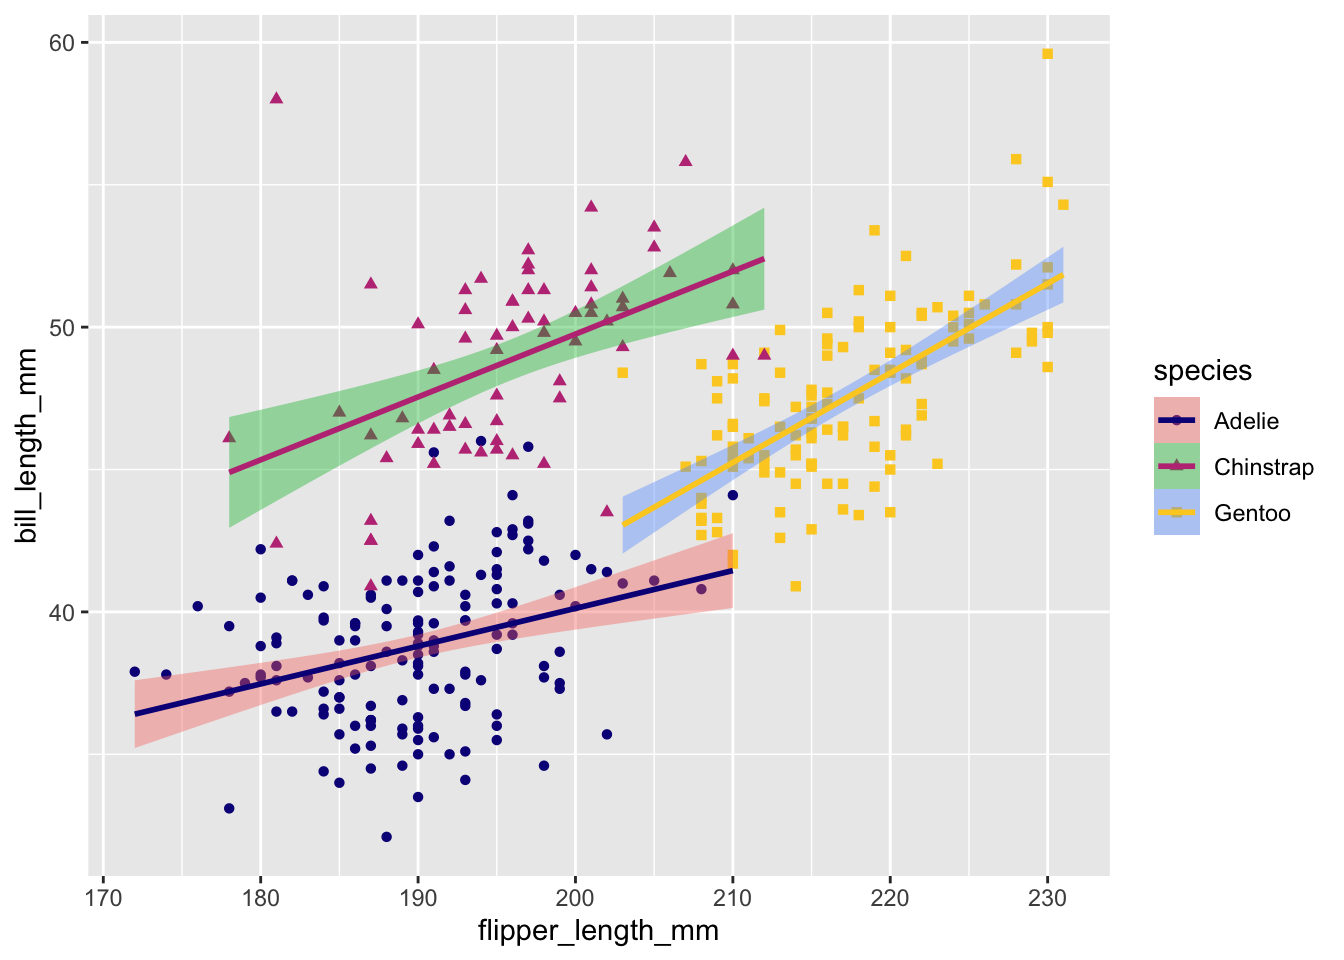 60
50
40
170 180 190 200 210 220 230
flipper_length_mm
bill_length_mm
species
Adelie
Chinstrap
Gentoo